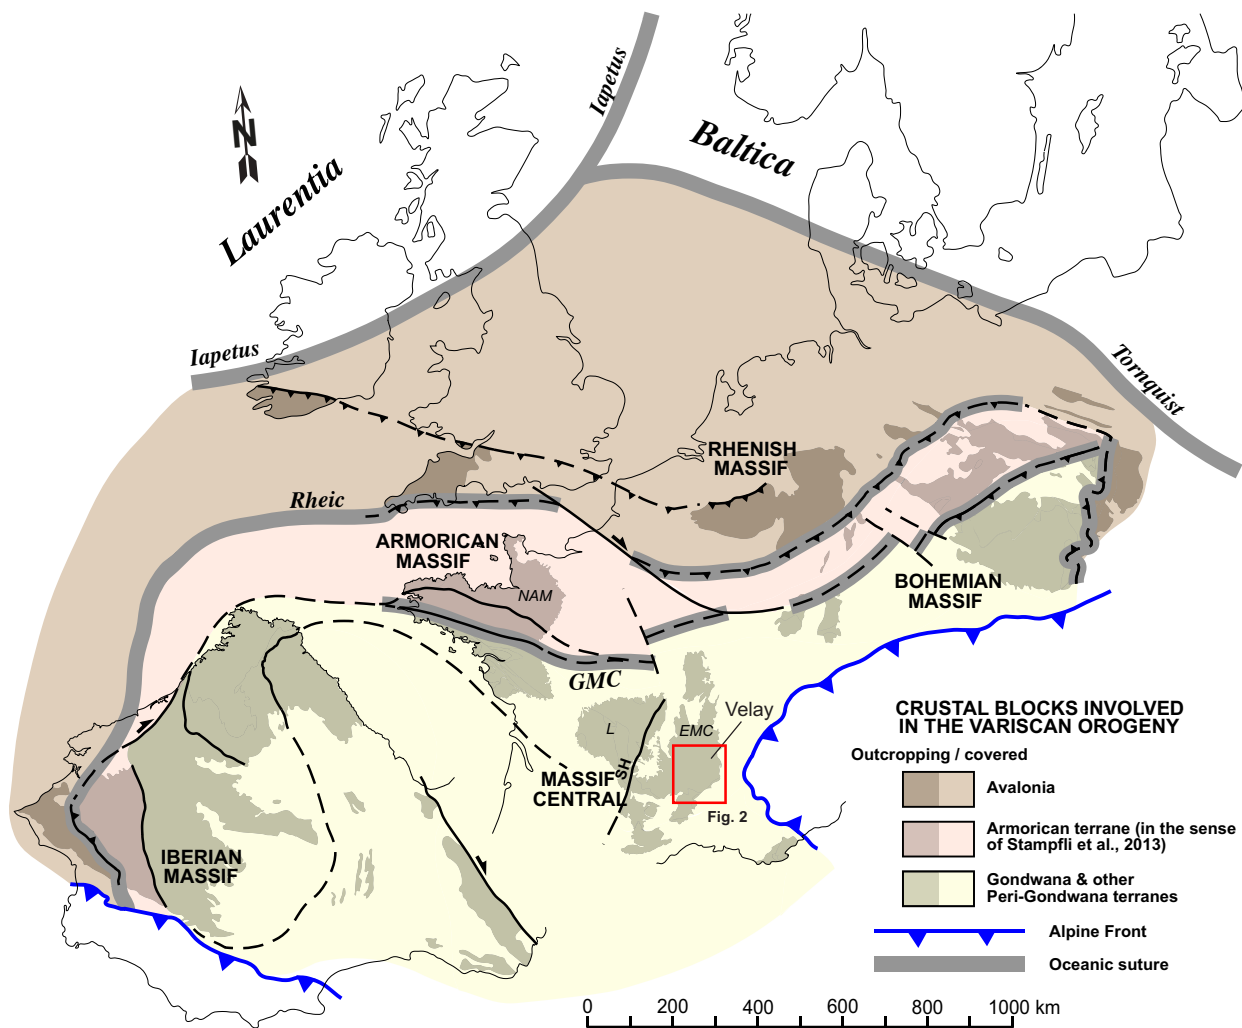 Iapetus
N
Laurentia
Baltica
Iapetus
Tornquist
RHENISH
MASSIF
Rheic
ARMORICAN
MASSIF
NAM
BOHEMIAN
MASSIF
GMC
L
EMC
Velay
SH
MASSIF
CENTRAL
Fig. 2
IBERIAN
MASSIF
CRUSTAL BLOCKS INVOLVED
IN THE VARISCAN OROGENY
Outcropping / covered
Avalonia
Armorican terrane (in the sense
of Stampfli et al., 2013)
Gondwana & other
Peri-Gondwana terranes
Alpine Front
Oceanic suture
0 200 400 600 800 1000 km